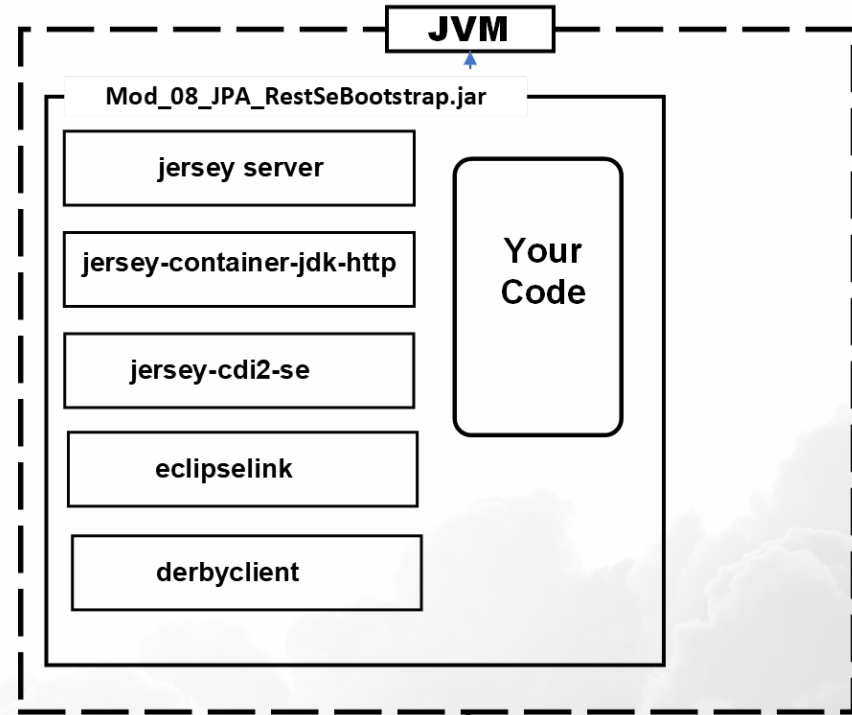 JVM
Mod_08_JPA_RestSeBootstrap.jar
jersey server
jersey-container-jdk-http
jersey-cdi2-se
eclipselink
derbyclient
Your
Code